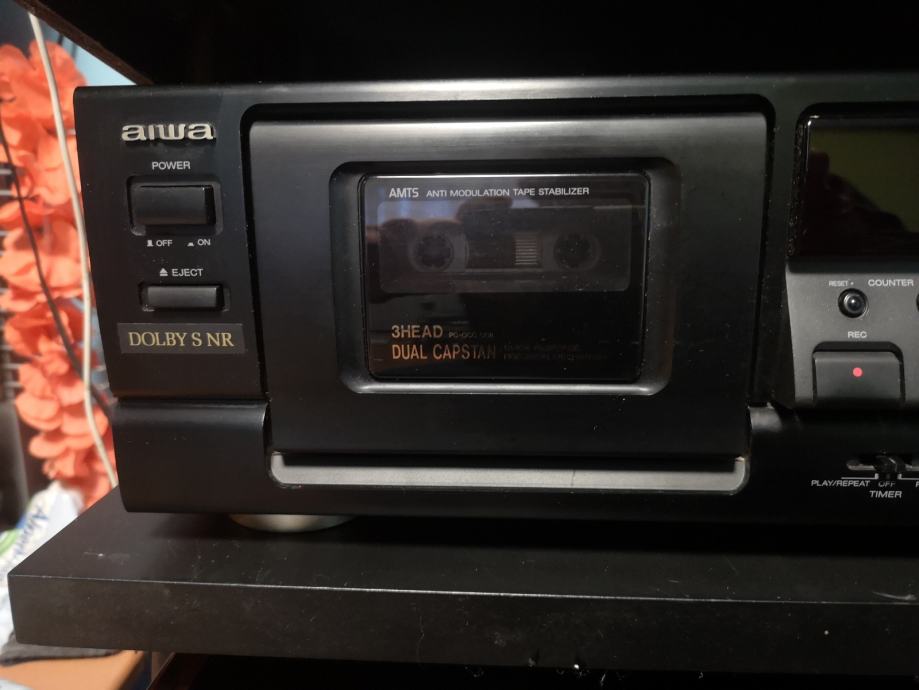 aiwa
POWER
OFF ON
EJECT
DOLBY S NR
AMTS ANTI MODULATION TAPE STABILIZER
3HEAD
DUAL CAPSTAN
RESET COUNTER
REC
PLAY/REPEAT OFF
TIMER